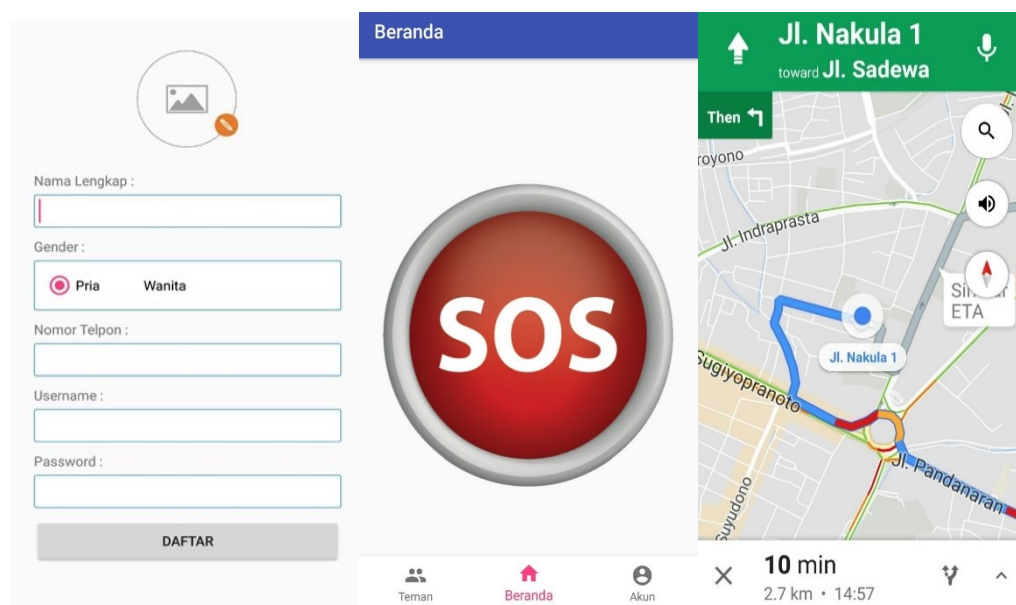 Nama Lengkap :
Gender :
Pria Wanita
Nomor Telpon :
Username :
Password :
DAFTAR
Beranda
SOS
Teman Beranda Akun
Jl. Nakula 1
toward Jl. Sadewa
Then
royono
Jl. Indraprasta
ETA
Jl. Nakula 1
Sugiyopranoto
Jl. Pandanaran
Suyudono
10 min
2.7 km • 14:57